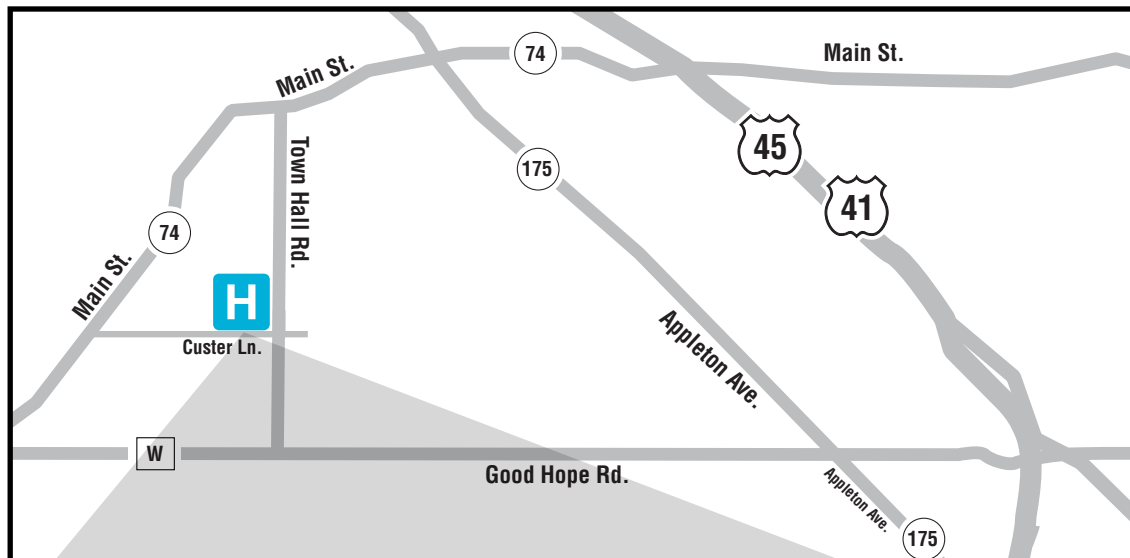 Main St.
74
Main St.
175
45
41
Town Hall Rd.
74
Main St.
H
Custer Ln.
Appleton Ave.
W
Good Hope Rd.
Appleton Ave.
175